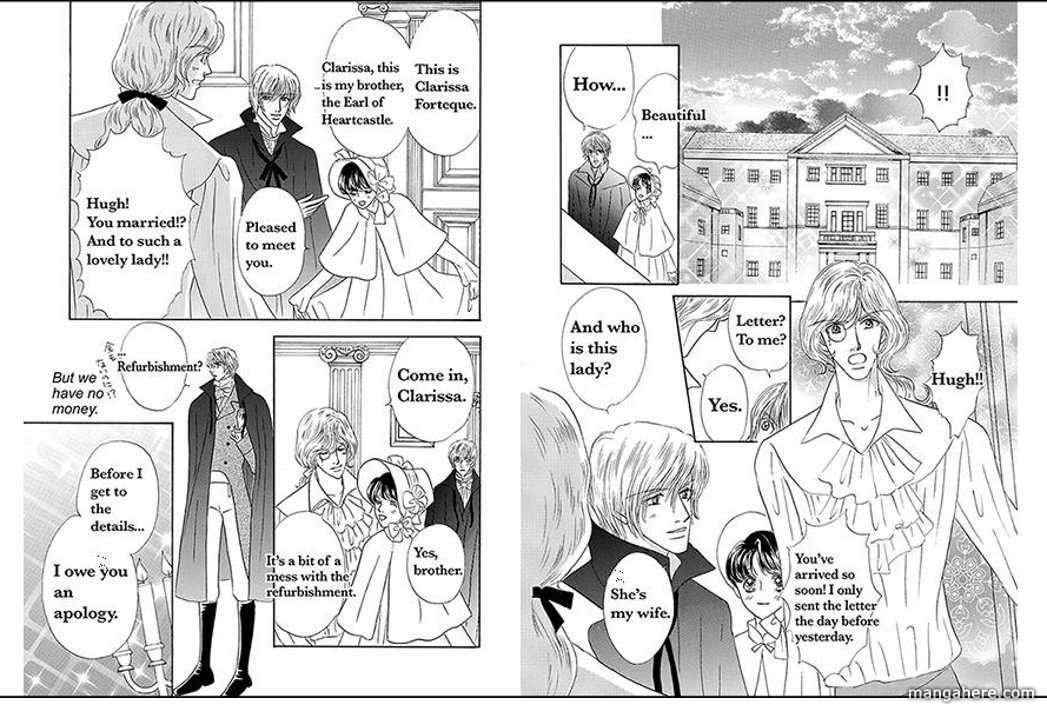 !!
How...
Beautiful
...
Hugh!!
You've
arrived so
soon! I only
sent the letter
the day before
yesterday.
Letter?
To me?
Yes.
And who
is this
lady?
She's
my wife.
This is
Clarissa
Forteque.
Clarissa, this
is my brother,
the Earl of
Heartcastle.
Pleased
to meet
you.
Hugh!
You married!?
And to such a
lovely lady!!
Come in,
Clarissa.
Yes,
brother.
It's a bit of a
mess with the
refurbishment.
...
Refurbishment?
But we
have no
money.
Before I
get to
the
details...
I owe you
an
apology.
mangahere.com